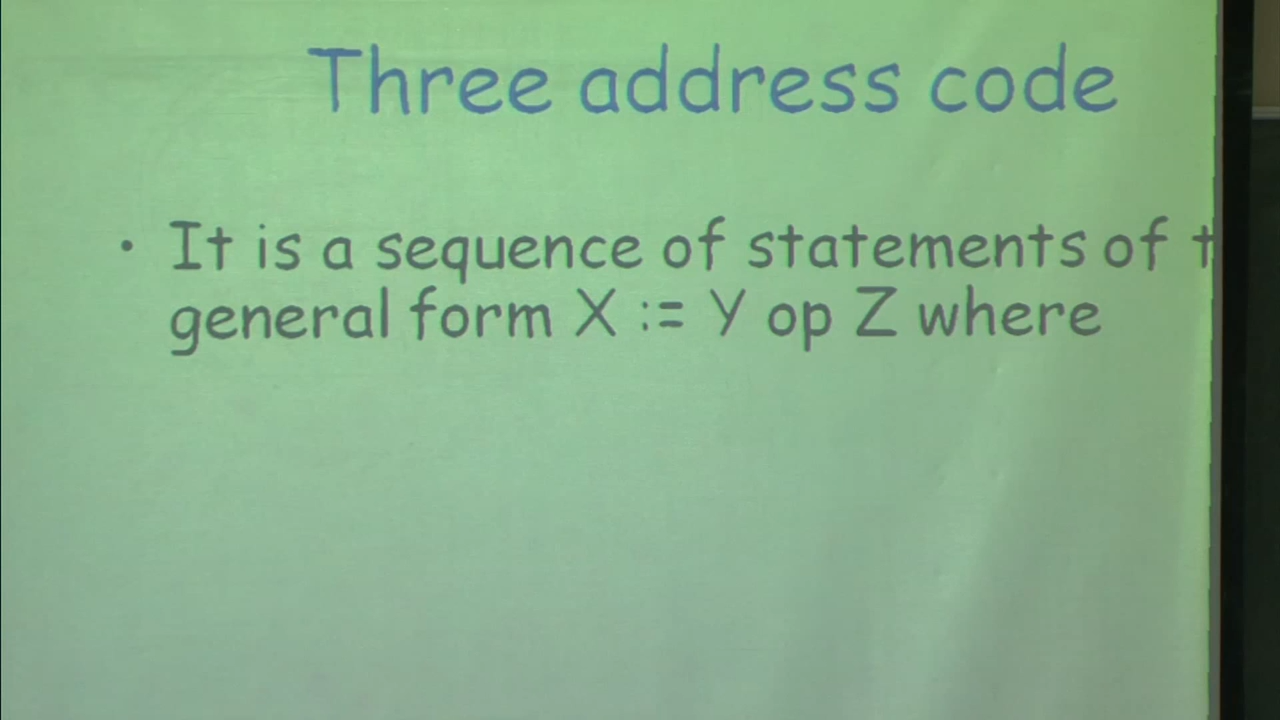 Three address code
• It is a sequence of statements of
general form X := Y op Z where